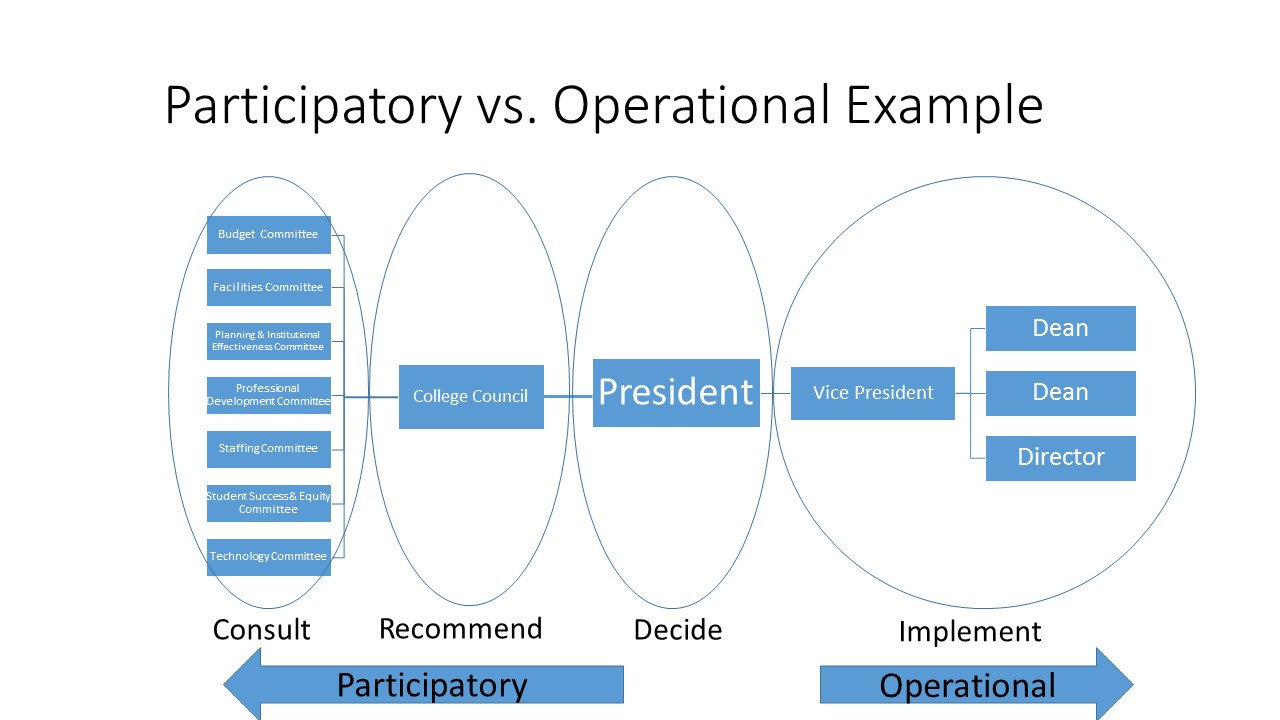 Participatory vs. Operational Example
Budget Committee
Facilities Committee
Planning & Institutional
Effectiveness Committee
Professional
Development Committee
Staffing Committee
Student Success & Equity
Committee
Technology Committee
College Council
President
Vice President
Dean
Dean
Director
Consult
Recommend
Decide
Implement
Participatory
Operational